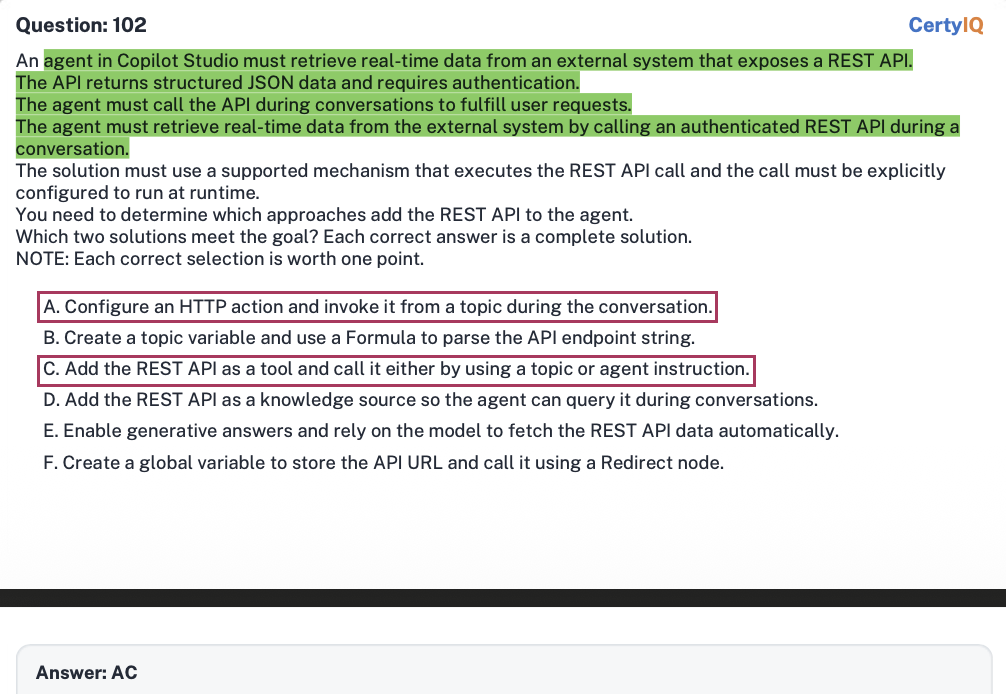 Question: 102
CertyIQ
An agent in Copilot Studio must retrieve real-time data from an external system that exposes a REST API.
The API returns structured JSON data and requires authentication.
The agent must call the API during conversations to fulfill user requests.
The agent must retrieve real-time data from the external system by calling an authenticated REST API during a
conversation.
The solution must use a supported mechanism that executes the REST API call and the call must be explicitly
configured to run at runtime.
You need to determine which approaches add the REST API to the agent.
Which two solutions meet the goal? Each correct answer is a complete solution.
NOTE: Each correct selection is worth one point.
A. Configure an HTTP action and invoke it from a topic during the conversation.
B. Create a topic variable and use a Formula to parse the API endpoint string.
C. Add the REST API as a tool and call it either by using a topic or agent instruction.
D. Add the REST API as a knowledge source so the agent can query it during conversations.
E. Enable generative answers and rely on the model to fetch the REST API data automatically.
F. Create a global variable to store the API URL and call it using a Redirect node.
Answer: AC